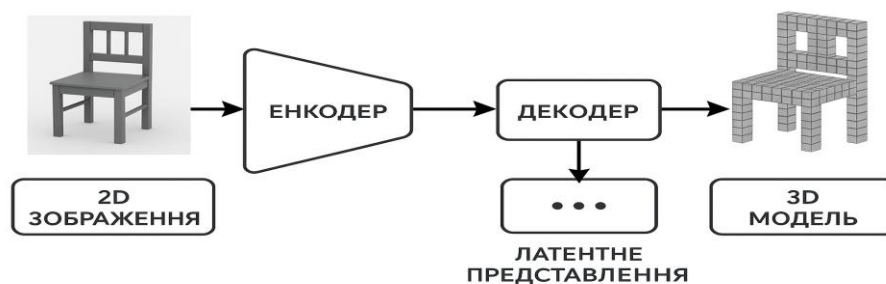 ЕНКОДЕР
ДЕКОДЕР
2D
ЗОБРАЖЕННЯ
3D
МОДЕЛЬ
ЛАТЕНТНЕ
ПРЕДСТАВЛЕННЯ